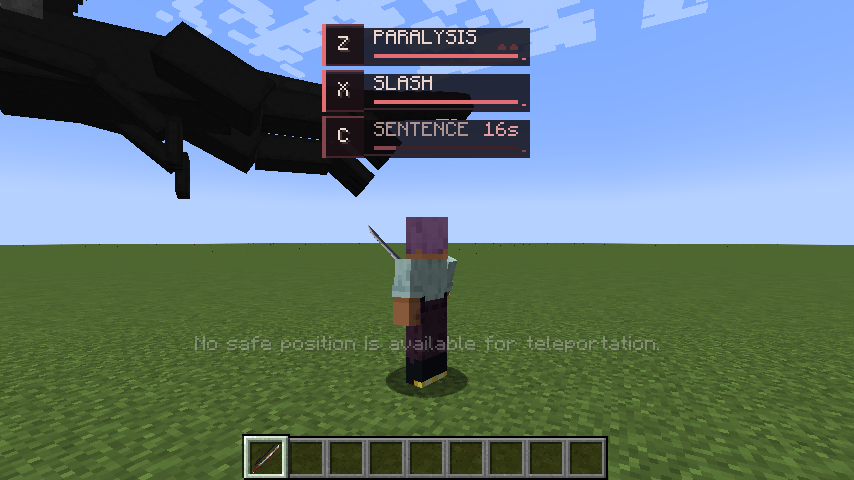 Z PARALYSIS
X SLASH
C SENTENCE 16s
No safe position is available for teleportation.